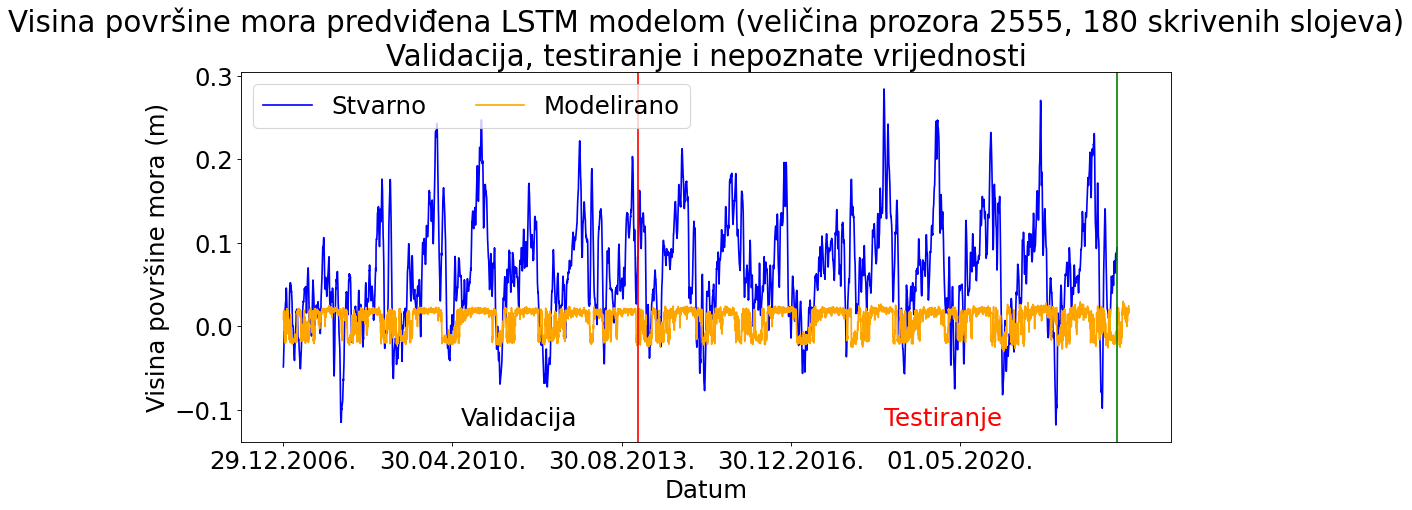 Visina površine mora predviđena LSTM modelom (veličina prozora 2555, 180 skrivenih slojeva)
Validacija, testiranje i nepoznate vrijednosti
Stvarno
Modelirano
Visina površine mora (m)
0.3
0.2
0.1
0.0
−0.1
Validacija
Testiranje
29.12.2006.
30.04.2010.
30.08.2013.
30.12.2016.
01.05.2020.
Datum